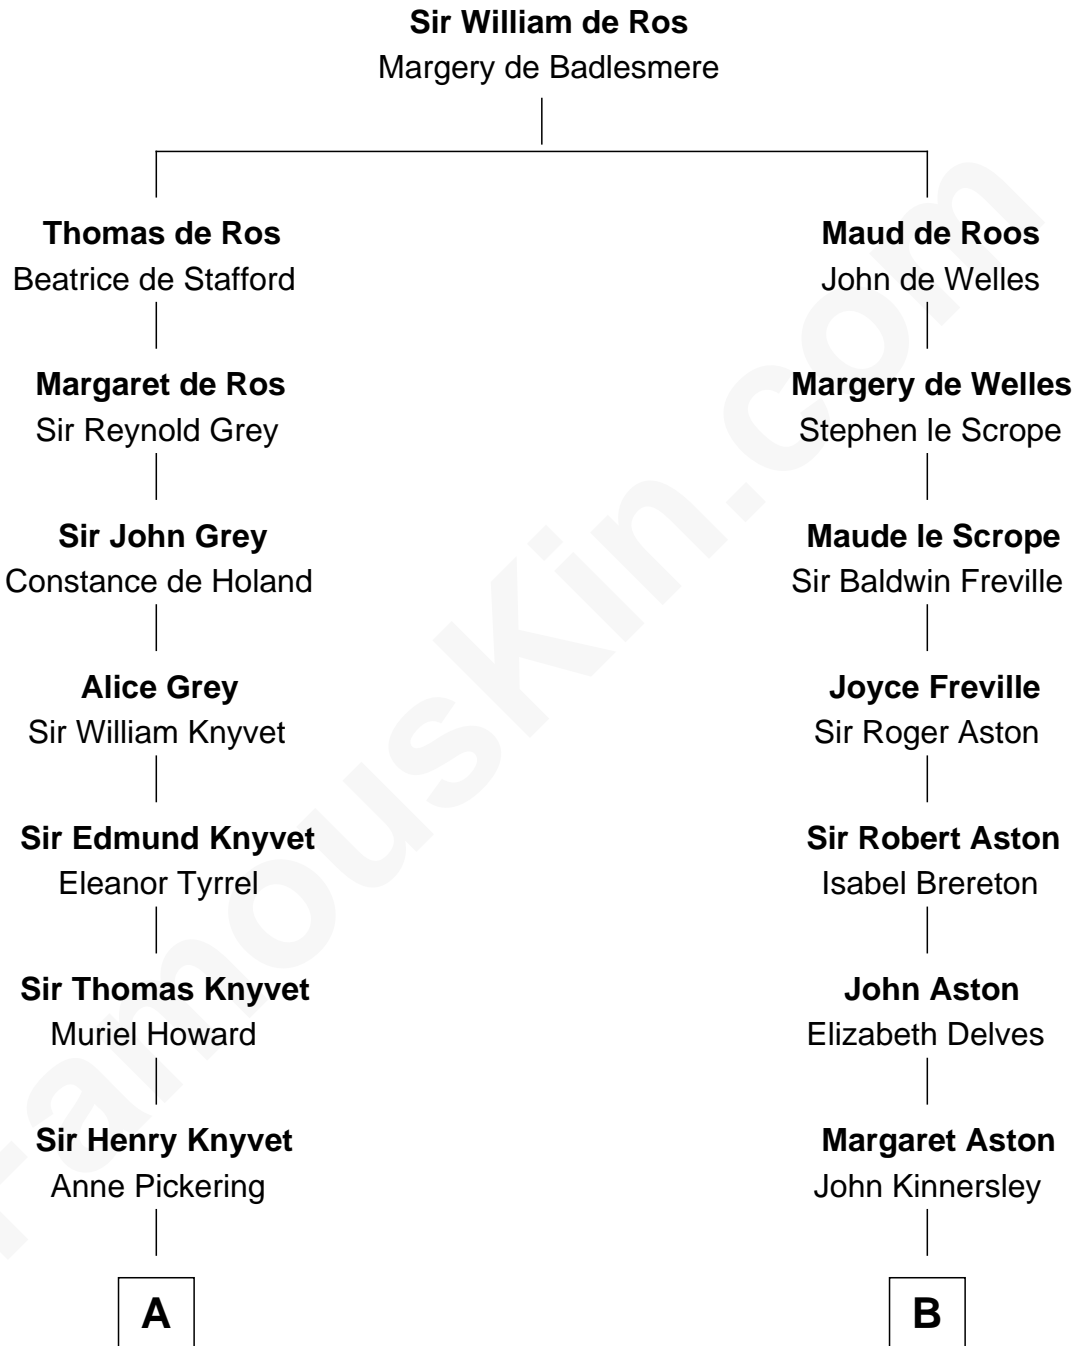 Sir William de Ros
Margery de Badlesmere
Thomas de Ros
Beatrice de Stafford
Margaret de Ros
Sir Reynold Grey
Sir John Grey
Constance de Holand
Alice Grey
Sir William Knyvet
Sir Edmund Knyvet
Eleanor Tyrrel
Sir Thomas Knyvet
Muriel Howard
Sir Henry Knyvet
Anne Pickering
A
Maud de Roos
John de Welles
Margery de Welles
Stephen le Scrope
Maude le Scrope
Sir Baldwin Freville
Joyce Freville
Sir Roger Aston
Sir Robert Aston
Isabel Brereton
John Aston
Elizabeth Delves
Margaret Aston
John Kinnersley
B
FamousKin.com